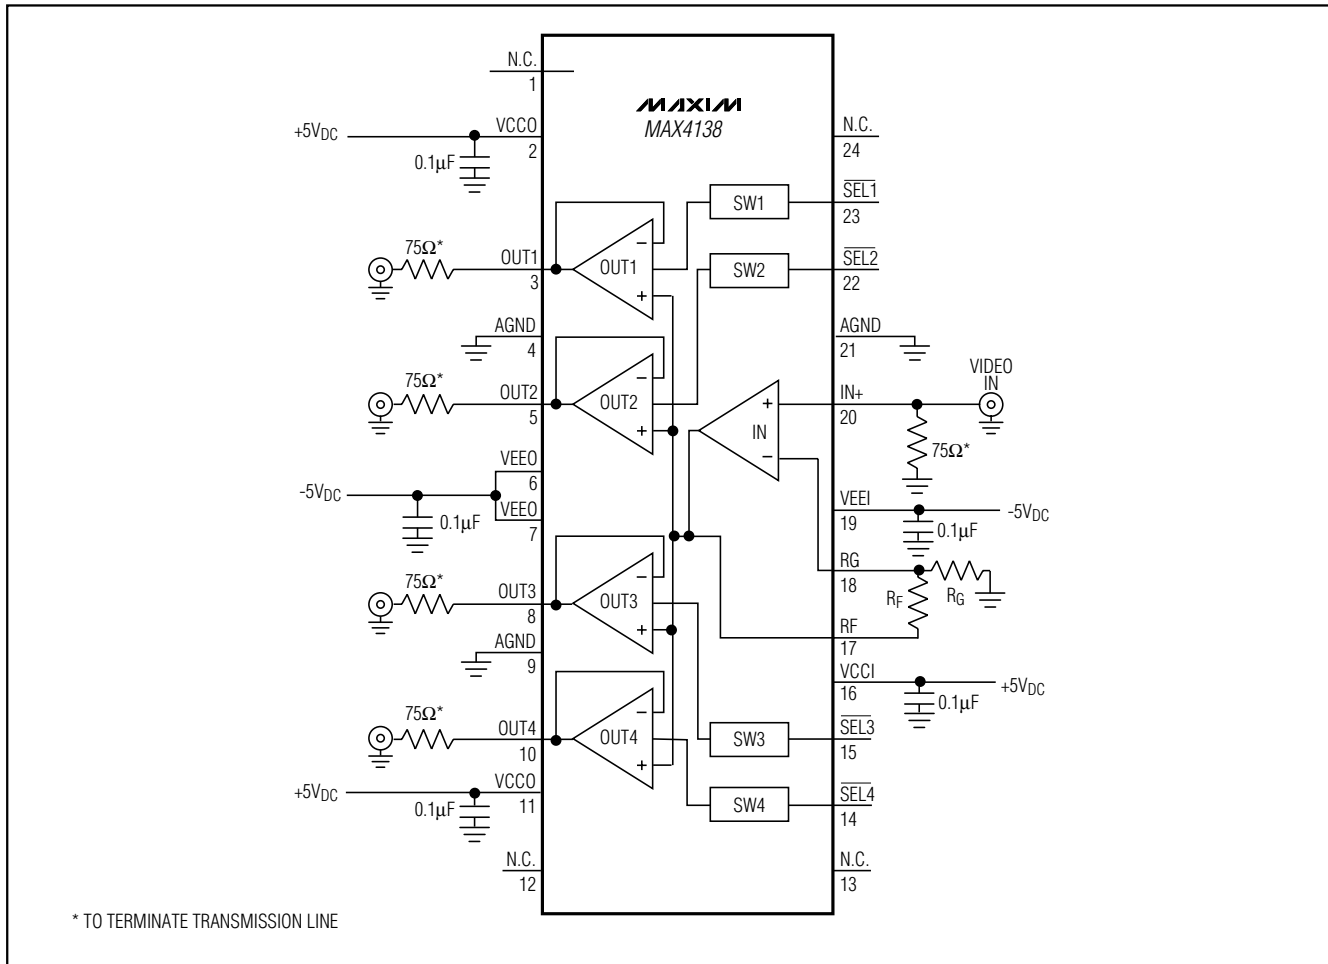 N.C.
1
MAXIM
MAX4138
+5VDC
VCCO
2
0.1µF
N.C.
24
SW1
SEL1
23
75Ω*
OUT1
3
−
OUT1
+
SW2
SEL2
22
AGND
4
AGND
21
75Ω*
OUT2
5
−
OUT2
+
+
IN
−
IN+
20
VIDEO
IN
75Ω*
VEEO
6
-5VDC
VEEO
7
0.1µF
VEEI
19
-5VDC
0.1µF
RG
18
RF
RG
75Ω*
OUT3
8
−
OUT3
+
RF
17
AGND
9
VCCI
16
+5VDC
0.1µF
75Ω*
OUT4
10
−
OUT4
+
SW3
SEL3
15
+5VDC
VCCO
11
0.1µF
SW4
SEL4
14
N.C.
12
N.C.
13
* TO TERMINATE TRANSMISSION LINE